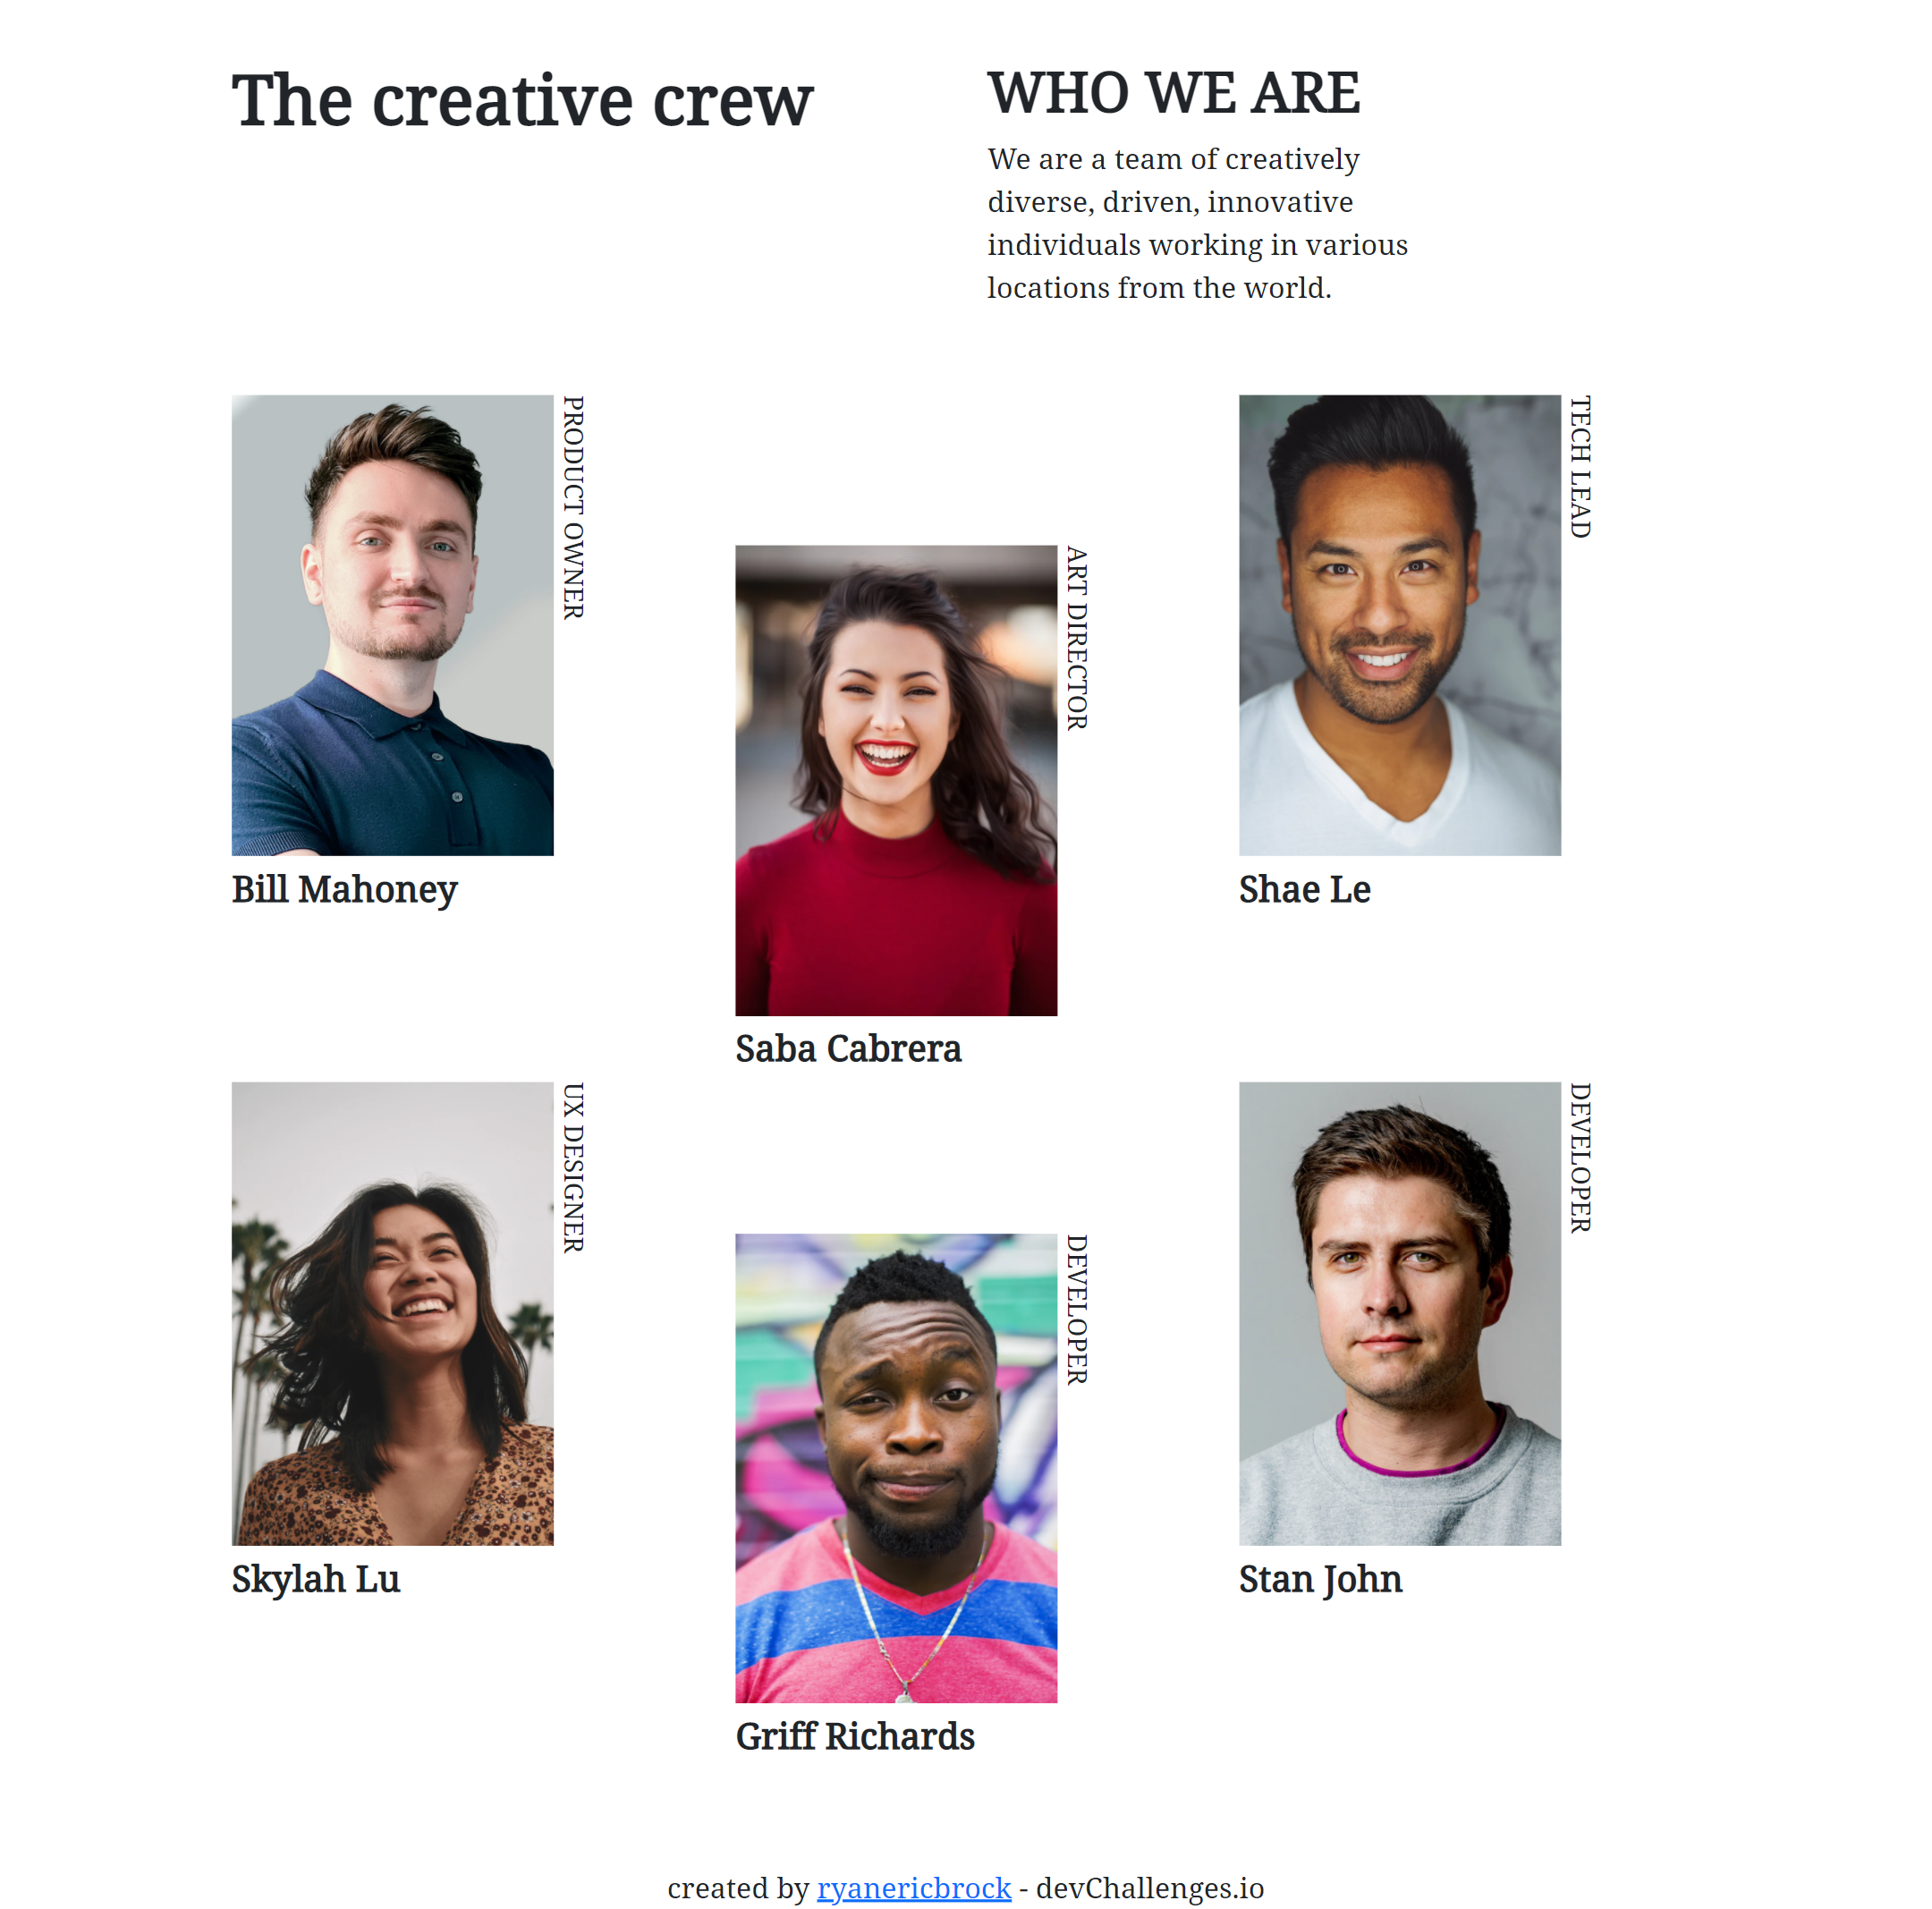 The creative crew
WHO WE ARE
We are a team of creatively
diverse, driven, innovative
individuals working in various
locations from the world.
PRODUCT OWNER
Bill Mahoney
ART DIRECTOR
Saba Cabrera
TECH LEAD
Shae Le
UX DESIGNER
Skylah Lu
DEVELOPER
Griff Richards
DEVELOPER
Stan John
created by ryanericbrock - devChallenges.io